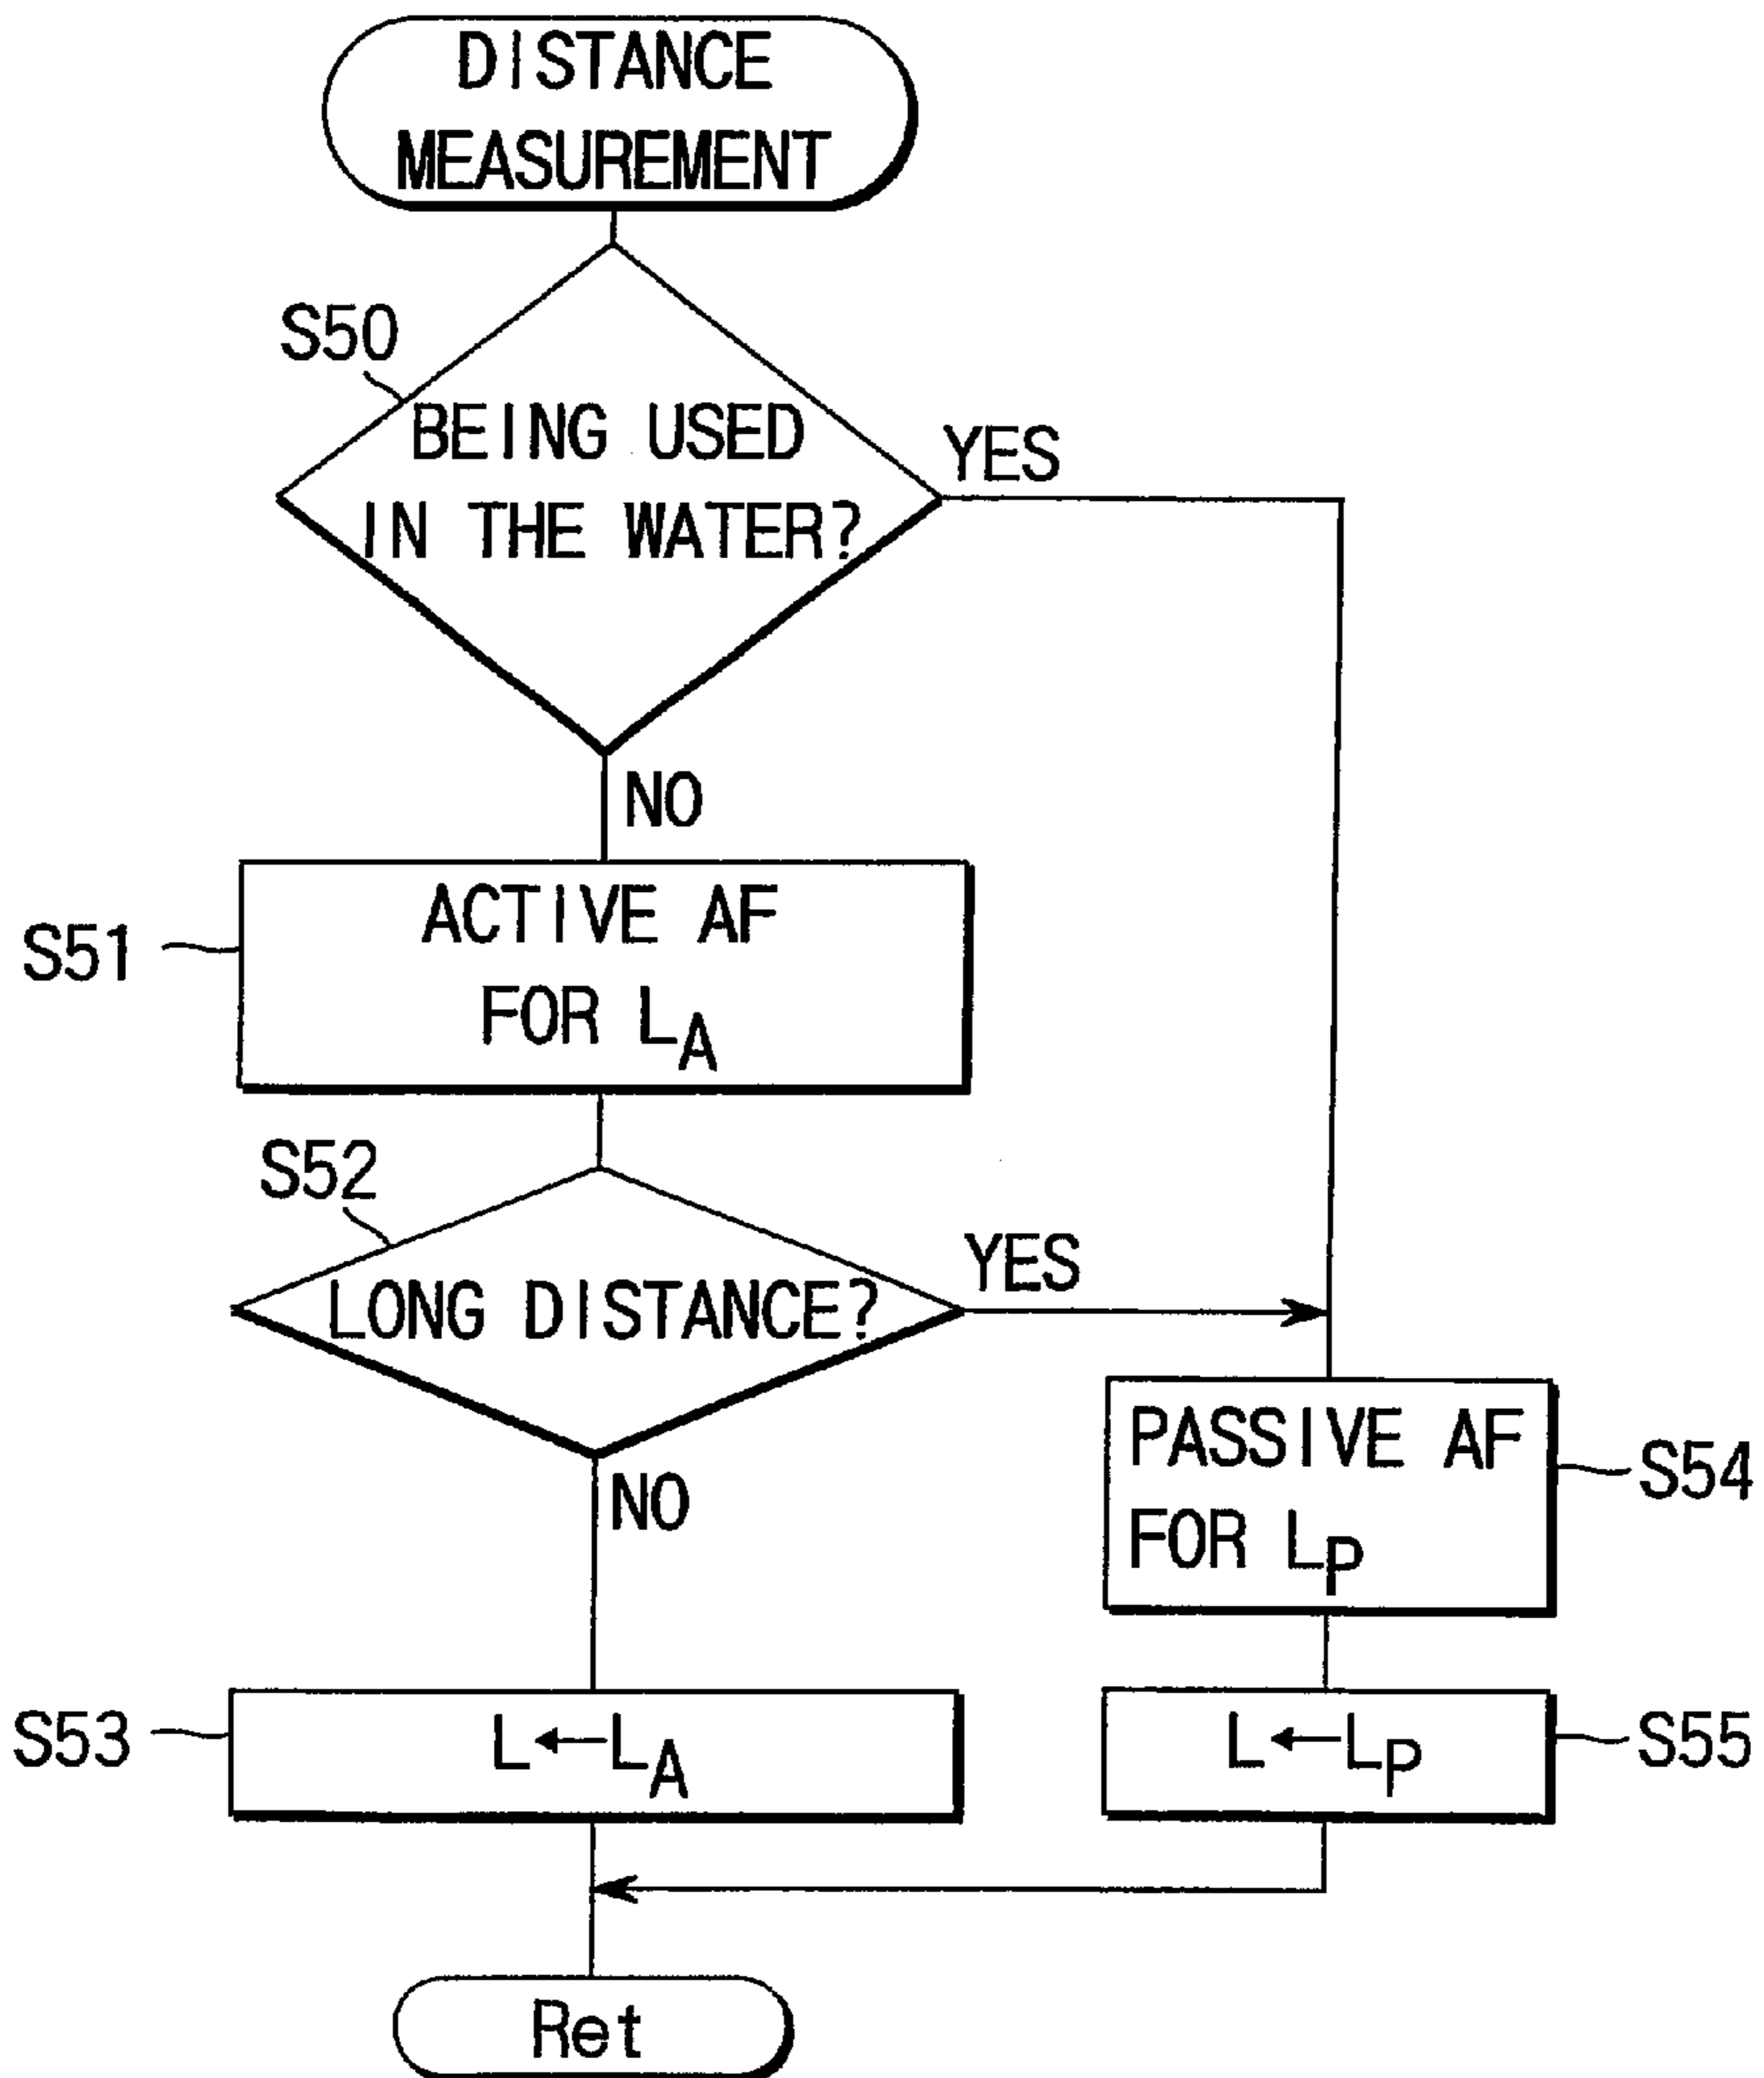 DISTANCE
MEASUREMENT
S50
BEING USED
IN THE WATER?
YES
NO
S51
ACTIVE AF
FOR LA
S52
LONG DISTANCE?
YES
NO
PASSIVE AF
FOR LP
S54
S53
L←LA
L←LP
S55
Ret